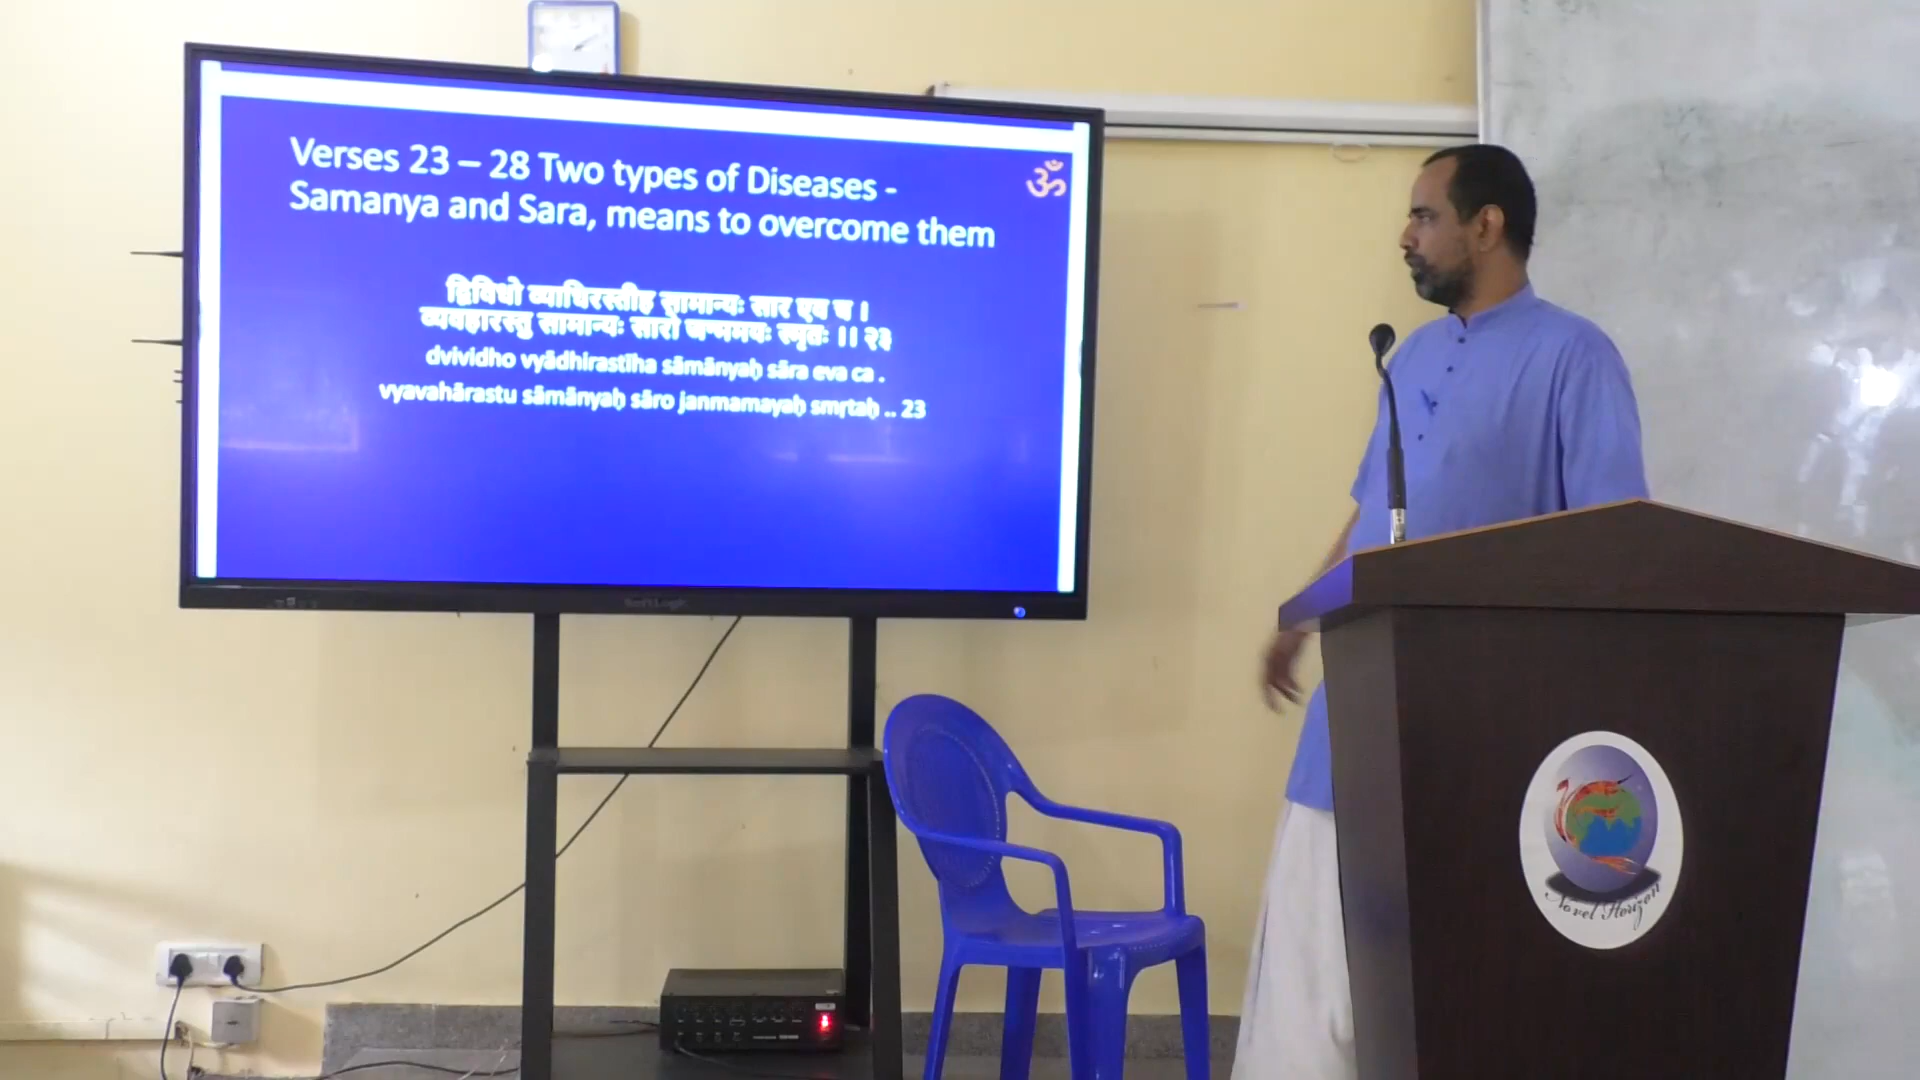 Verses 23 – 28 Two types of Diseases -
Samanya and Sara, means to overcome them
ॐ
द्विविधो व्याधिरस्तीह सामान्यः सार एव च ।
व्यवहारस्तु सामान्यः सारो जन्ममयः स्मृतः ।। २३
dvividho vyādhirastīha sāmānyaḥ sāra eva ca .
vyavahārastu sāmānyaḥ sāro janmamayaḥ smṛtaḥ .. 23
Novel Horizon